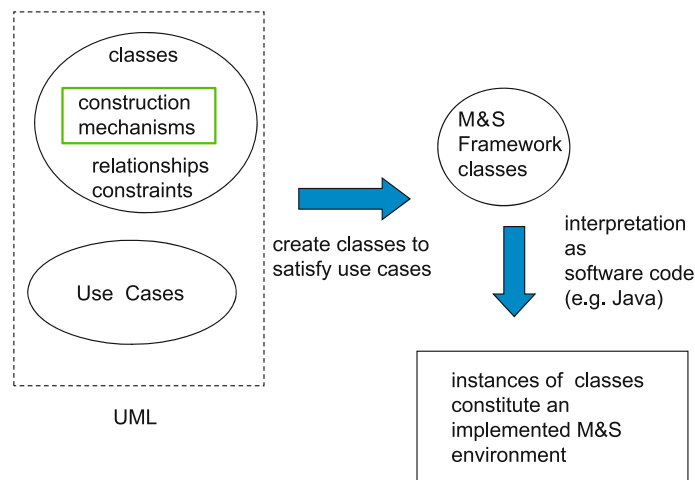 classes
construction
mechanisms
relationships
constraints
Use Cases
UML
create classes to
satisfy use cases
M&S
Framework
classes
interpretation
as
software code
(e.g. Java)
instances of classes
constitute an
implemented M&S
environment